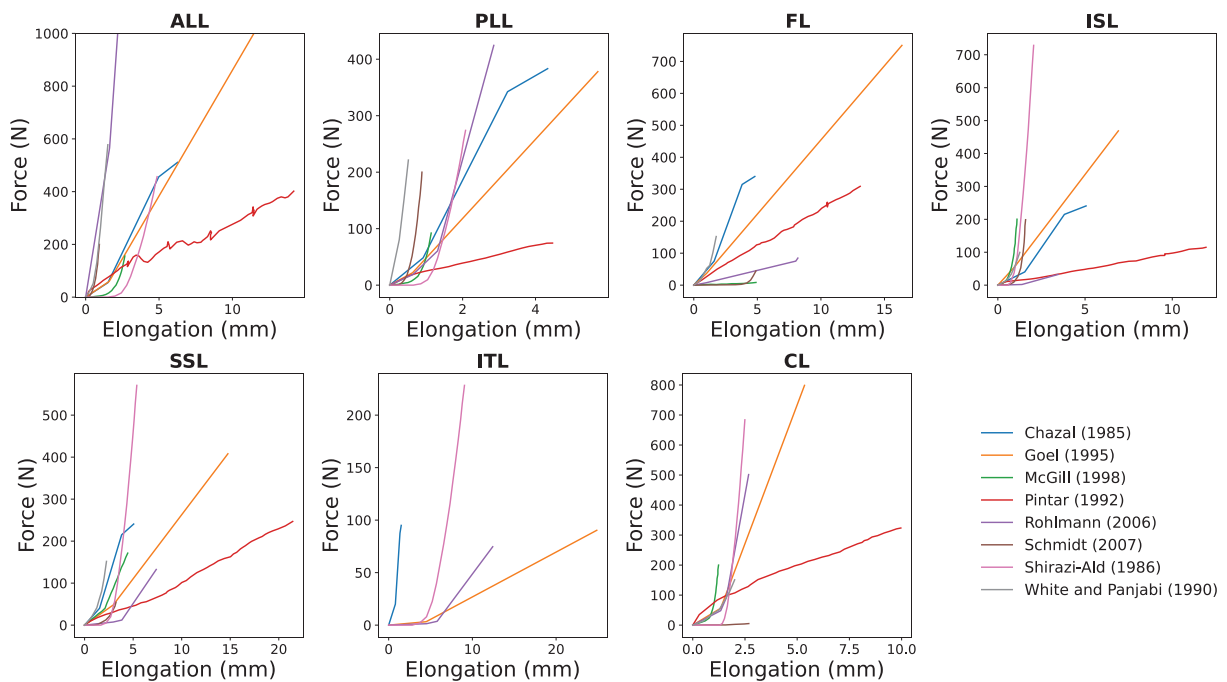 ALL
PLL
FL
ISL
1000
800
600
400
200
0
Force (N)
0
5
10
Elongation (mm)
400
300
200
100
0
Force (N)
0
2
4
Elongation (mm)
700
600
500
400
300
200
100
0
Force (N)
0
5
10
15
Elongation (mm)
700
600
500
400
300
200
100
0
Force (N)
0
5
10
Elongation (mm)
SSL
ITL
CL
500
400
300
200
100
0
Force (N)
0
5
10
15
20
Elongation (mm)
200
150
100
50
0
Force (N)
0
10
20
Elongation (mm)
800
700
600
500
400
300
200
100
0
Force (N)
0.0
2.5
5.0
7.5
10.0
Elongation (mm)
Chazal (1985)
Goel (1995)
McGill (1998)
Pintar (1992)
Rohlmann (2006)
Schmidt (2007)
Shirazi-Ald (1986)
White and Panjabi (1990)